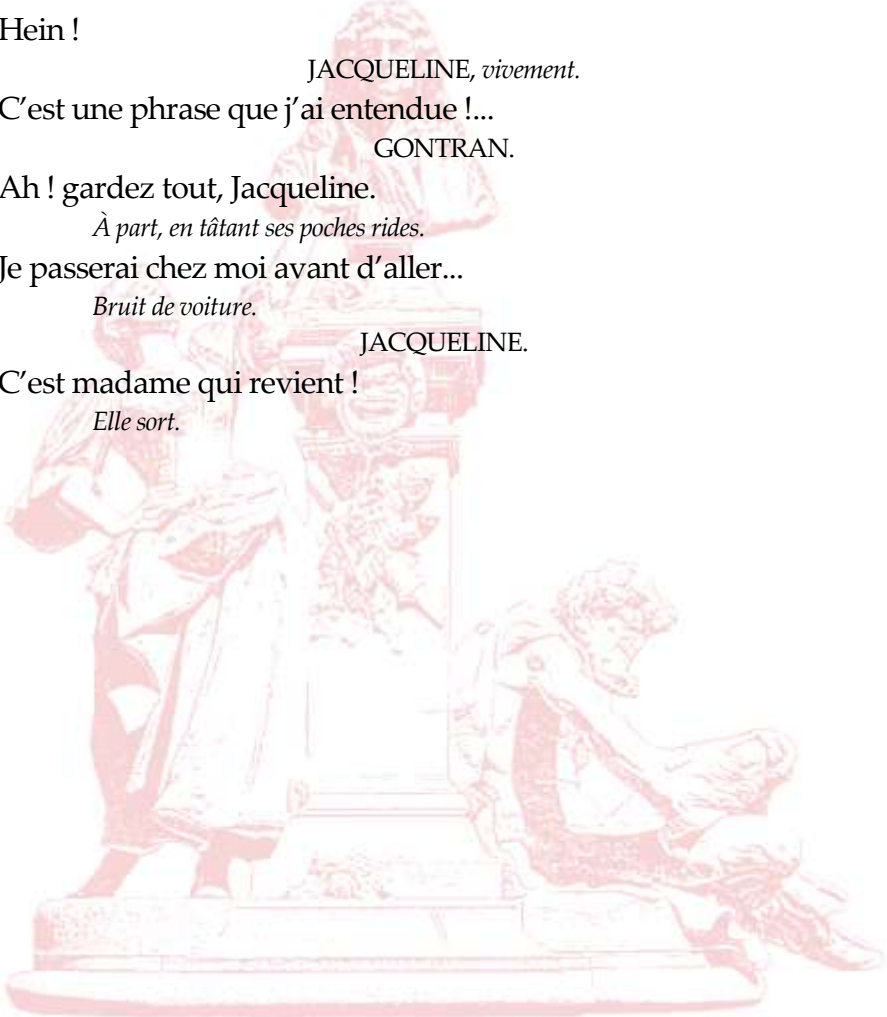 Hein !
JACQUELINE, vivement.
C’est une phrase que j’ai entendue !...
GONTRAN.
Ah ! gardez tout, Jacqueline.
À part, en tâtant ses poches rides.
Je passerai chez moi avant d’aller...
Bruit de voiture.
JACQUELINE.
C’est madame qui revient !
Elle sort.